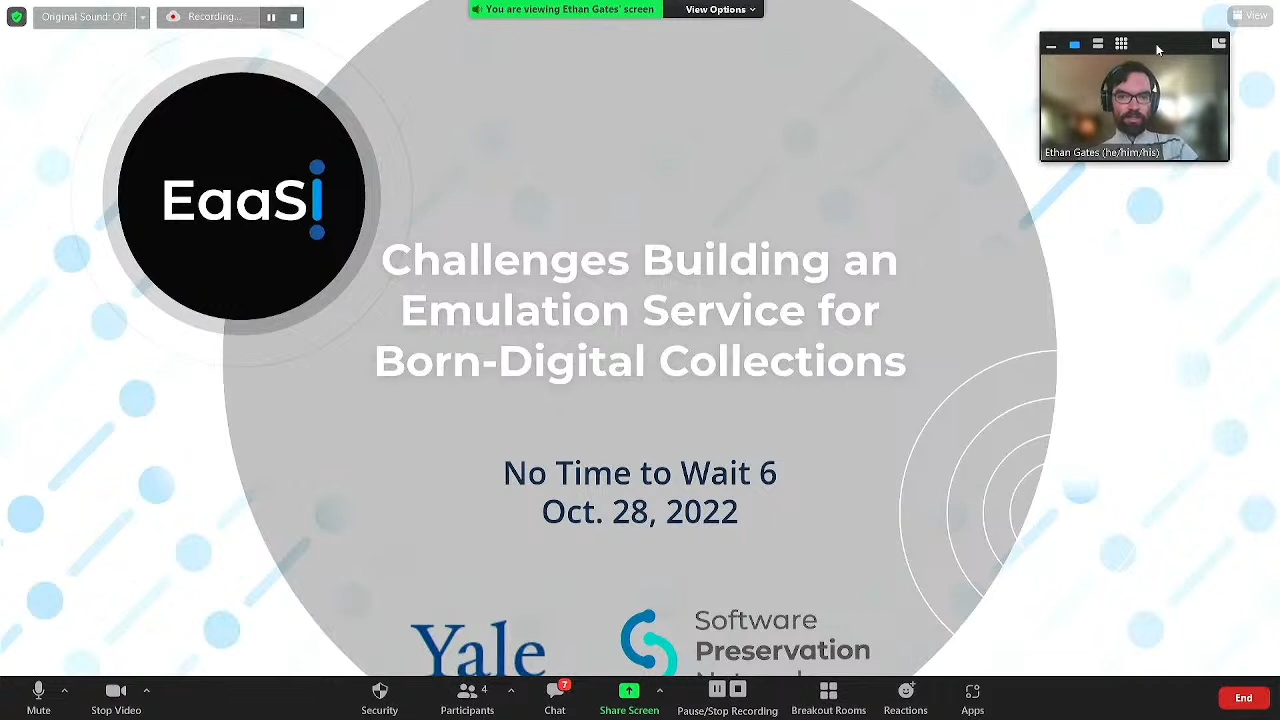 Original Sound: Off
Recording...
You are viewing Ethan Gates' screen
View Options
View
EaaSi
Ethan Gates (he/him/his)
Challenges Building an
Emulation Service for
Born-Digital Collections
No Time to Wait 6
Oct. 28, 2022
Yale
Software
Preservation
Mute
Stop Video
Security
4
Participants
7
Chat
Share Screen
Pause/Stop Recording
Breakout Rooms
Reactions
Apps
End